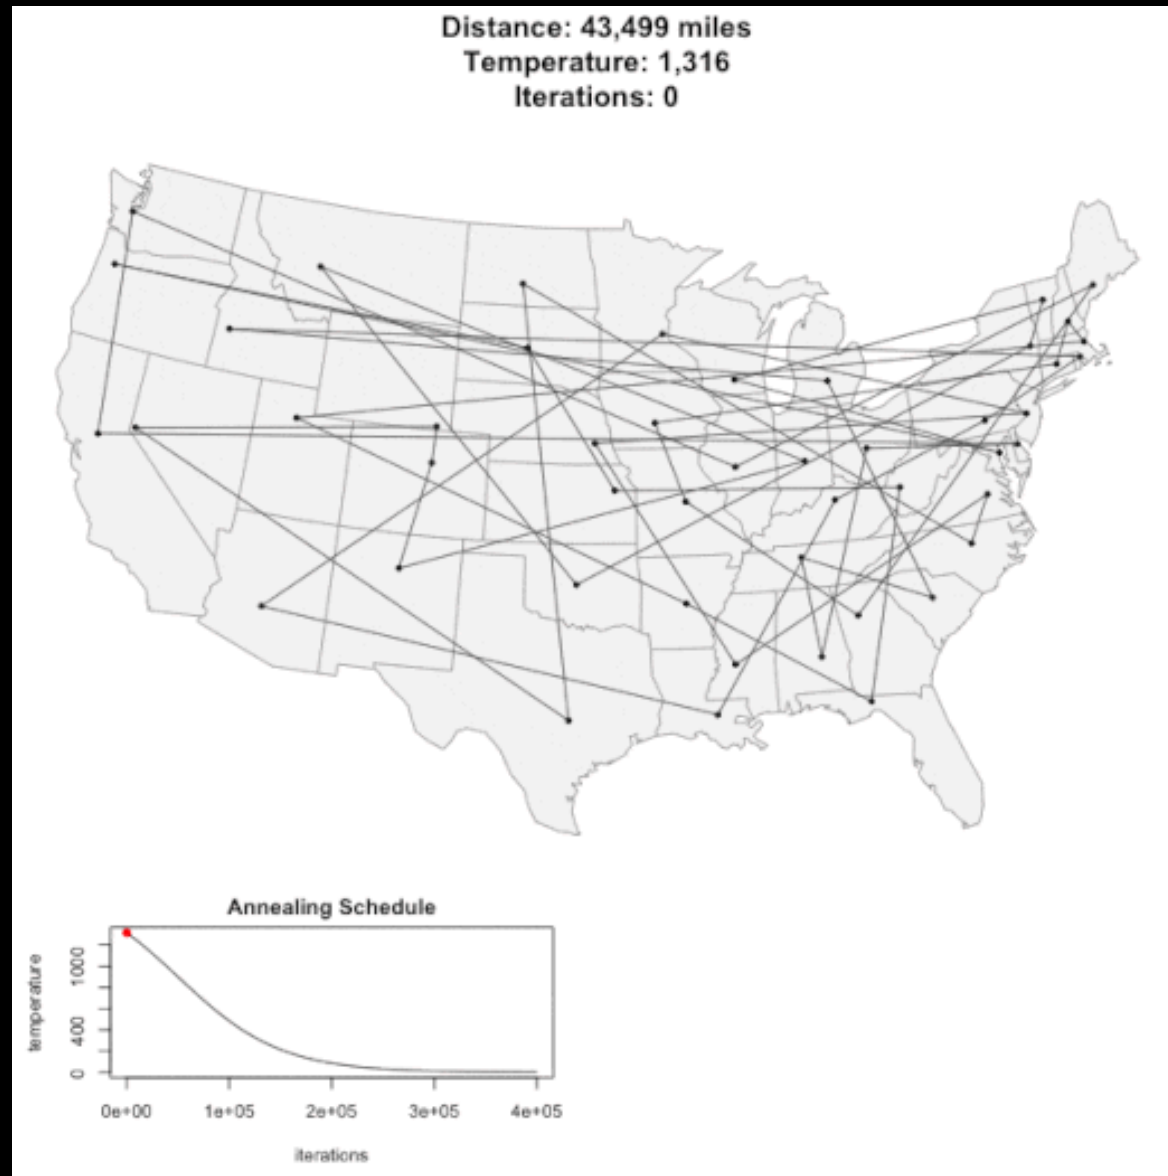 Distance: 43,499 miles
Temperature: 1,316
Iterations: 0
Annealing Schedule
temperature
1000
400
0
0e+00 1e+05 2e+05 3e+05 4e+05
iterations